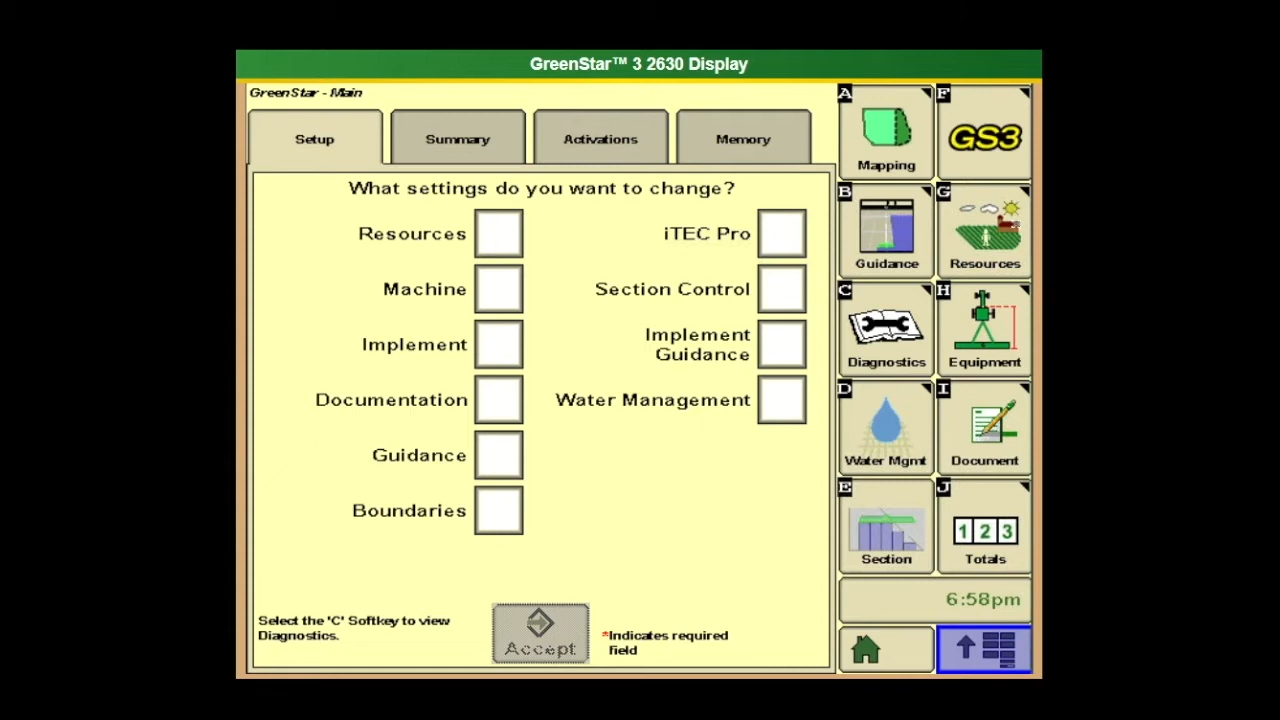 GreenStar™ 3 2630 Display
GreenStar - Main
Setup
Summary
Activations
Memory
What settings do you want to change?
Resources
Machine
Implement
Documentation
Guidance
Boundaries
iTEC Pro
Section Control
Implement
Guidance
Water Management
Select the 'C' Softkey to view
Diagnostics.
Accept
*Indicates required
field
A
Mapping
F
GS3
B
Guidance
G
Resources
C
Diagnostics
H
Equipment
D
Water Mgmt
I
Document
E
Section
J
1 2 3
Totals
6:58pm